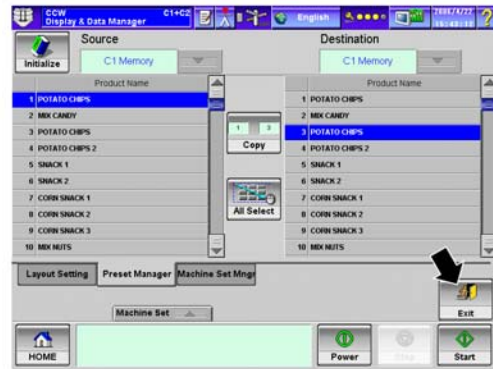 CCW C1+C2
Display & Data Manager
English
Source
Destination
Initialize
C1 Memory
C1 Memory
Product Name
1 POTATO CHIPS
2 MIX CANDY
3 POTATO CHIPS
4 POTATO CHIPS 2
5 SNACK 1
6 SNACK 2
7 CORN SNACK 1
8 CORN SNACK 2
9 CORN SNACK 3
10 MIX NUTS
1 3
Copy
All Select
Product Name
1 POTATO CHIPS
2 MIX CANDY
3 POTATO CHIPS
4 POTATO CHIPS 2
5 SNACK 1
6 SNACK 2
7 CORN SNACK 1
8 CORN SNACK 2
9 CORN SNACK 3
10 MIX NUTS
Layout Setting
Preset Manager
Machine Set Mngr
Machine Set
Exit
HOME
Power
Stop
Start